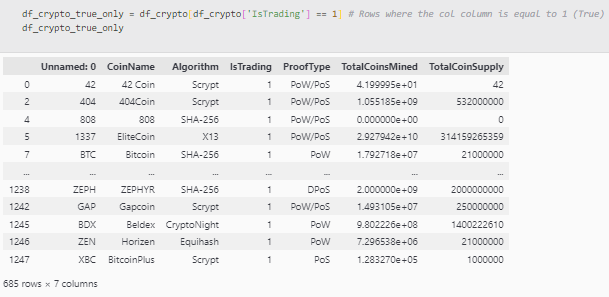 df_crypto_true_only = df_crypto[df_crypto['IsTrading'] == 1] # Rows where the col column is equal to 1 (True)
df_crypto_true_only
Unnamed: 0 CoinName Algorithm IsTrading ProofType TotalCoinsMined TotalCoinSupply
0 42 42 Coin Scrypt 1 PoW/PoS 4.199995e+01 42
2 404 404Coin Scrypt 1 PoW/PoS 1.055185e+09 532000000
4 808 808 SHA-256 1 PoW/PoS 0.000000e+00 0
5 1337 EliteCoin X13 1 PoW/PoS 2.927942e+10 314159265359
7 BTC Bitcoin SHA-256 1 PoW 1.792718e+07 21000000
... ... ... ... ... ... ... ...
1238 ZEPH ZEPHYR SHA-256 1 DPoS 2.000000e+09 2000000000
1242 GAP Gapcoin Scrypt 1 PoW/PoS 1.493105e+07 250000000
1245 BDX Beldex CryptoNight 1 PoW 9.802226e+08 1400222610
1246 ZEN Horizen Equihash 1 PoW 7.296538e+06 21000000
1247 XBC BitcoinPlus Scrypt 1 PoS 1.283270e+05 1000000
685 rows × 7 columns